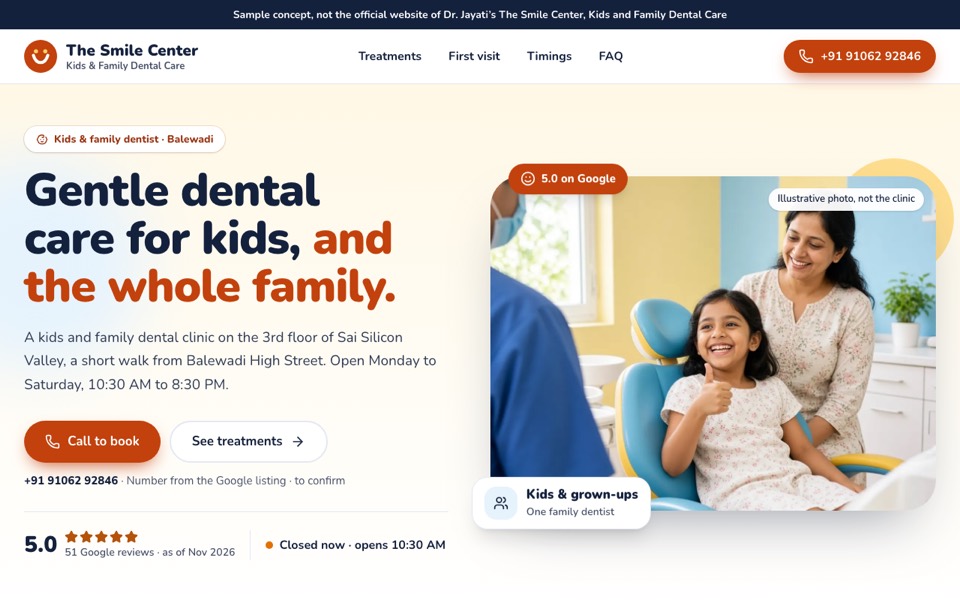 Sample concept, not the official website of Dr. Jayati's The Smile Center, Kids and Family Dental Care
The Smile Center
Kids & Family Dental Care
Treatments
First visit
Timings
FAQ
+91 91062 92846
Kids & family dentist · Balewadi
Gentle dental
care for kids, and
the whole family.
A kids and family dental clinic on the 3rd floor of Sai Silicon
Valley, a short walk from Balewadi High Street. Open Monday to
Saturday, 10:30 AM to 8:30 PM.
Call to book
See treatments
+91 91062 92846 · Number from the Google listing · to confirm
5.0
51 Google reviews · as of Nov 2026
Closed now · opens 10:30 AM
5.0 on Google
Illustrative photo, not the clinic
Kids & grown-ups
One family dentist